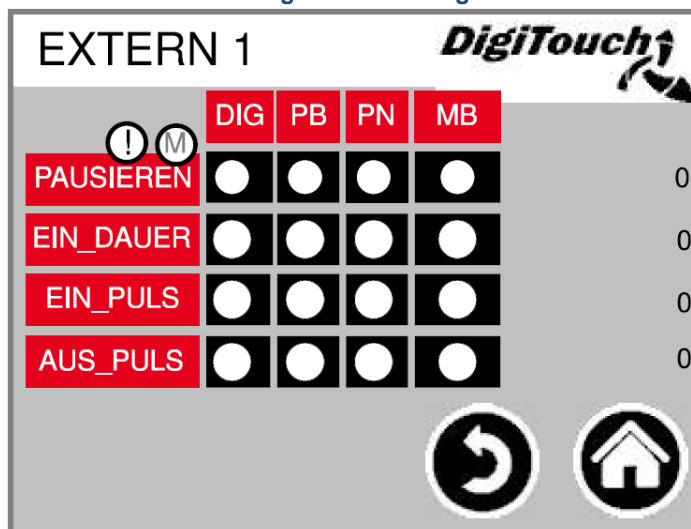 EXTERN 1
DigiTouch
DIG PB PN MB
! M
PAUSIEREN 0
EIN_DAUER 0
EIN_PULS 0
AUS_PULS 0